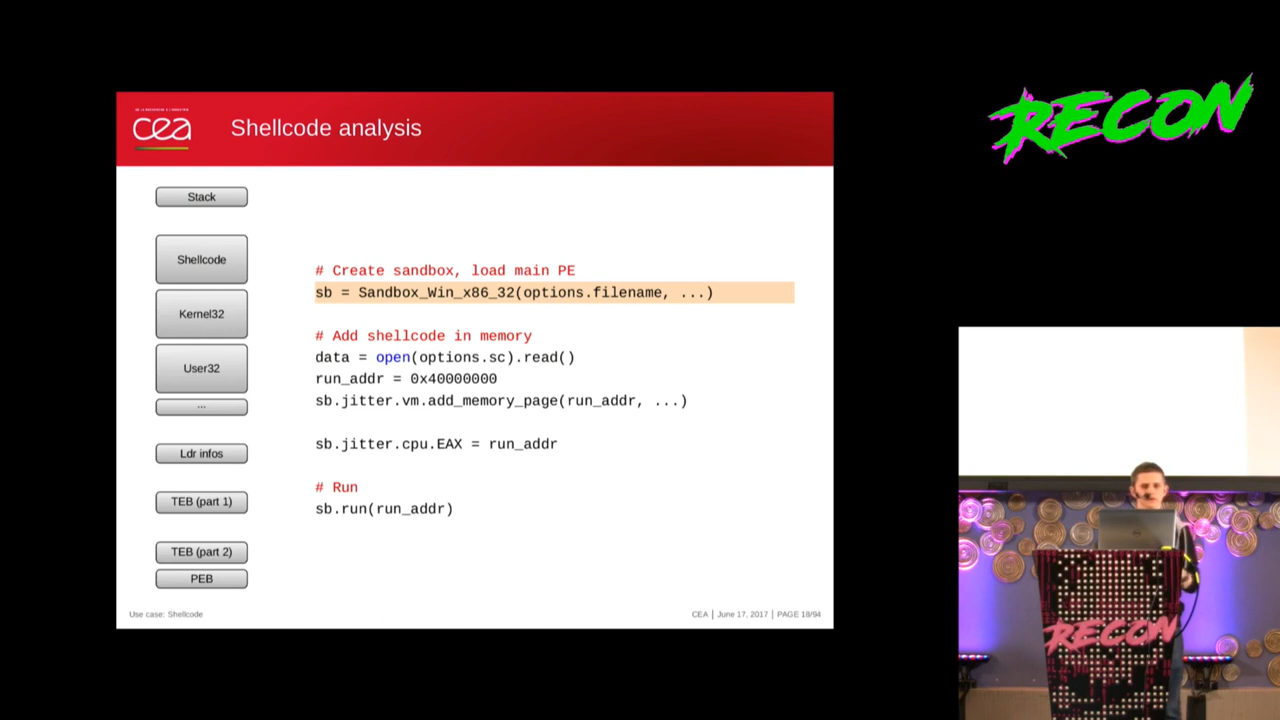 cea
Shellcode analysis
RECON
Stack
Shellcode
Kernel32
User32
...
Ldr infos
TEB (part 1)
TEB (part 2)
PEB
# Create sandbox, load main PE
sb = Sandbox_Win_x86_32(options.filename, ...)
# Add shellcode in memory
data = open(options.sc).read()
run_addr = 0x40000000
sb.jitter.vm.add_memory_page(run_addr, ...)
sb.jitter.cpu.EAX = run_addr
# Run
sb.run(run_addr)
Use case: Shellcode
CEA | June 17, 2017 | PAGE 18/94
RECON